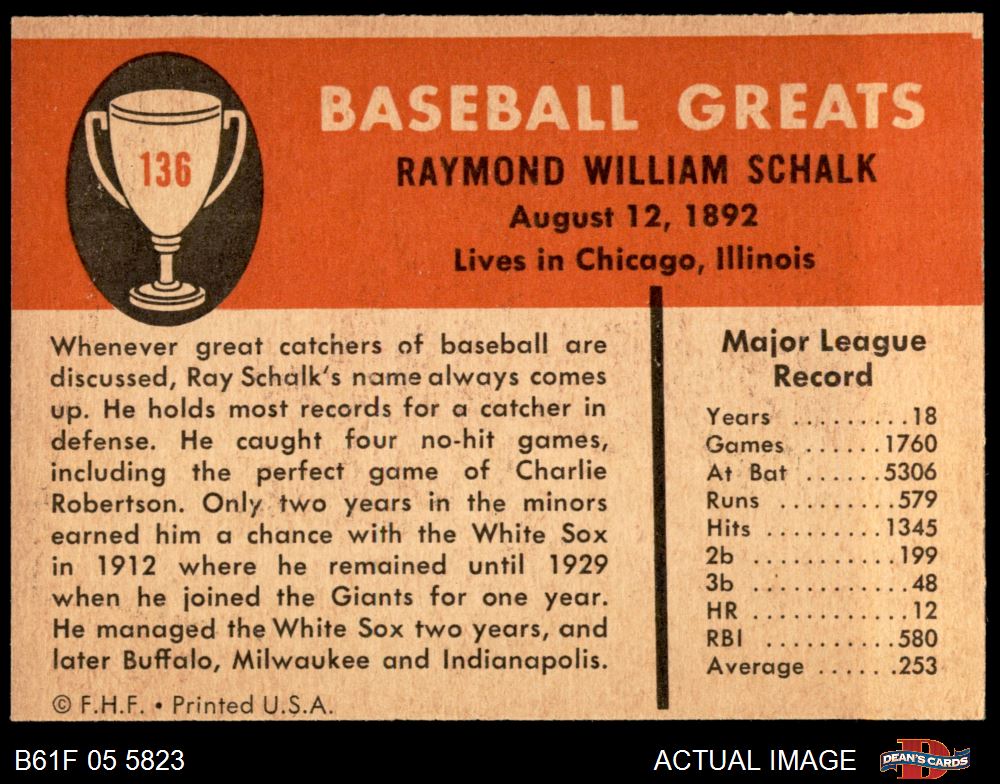 136
BASEBALL GREATS
RAYMOND WILLIAM SCHALK
August 12, 1892
Lives in Chicago, Illinois
Whenever great catchers of baseball are
discussed, Ray Schalk's name always comes
up. He holds most records for a catcher in
defense. He caught four no-hit games,
including the perfect game of Charlie
Robertson. Only two years in the minors
earned him a chance with the White Sox
in 1912 where he remained until 1929
when he joined the Giants for one year.
He managed the White Sox two years, and
later Buffalo, Milwaukee and Indianapolis.
© F.H.F. • Printed U.S.A.
Major League
Record
Years ..........18
Games ......1760
At Bat ......5306
Runs .........579
Hits ..........1345
2b ...........199
3b ............48
HR ............12
RBI ..........580
Average ......253
B61F 05 5823
ACTUAL IMAGE
D
DEAN'S CARDS